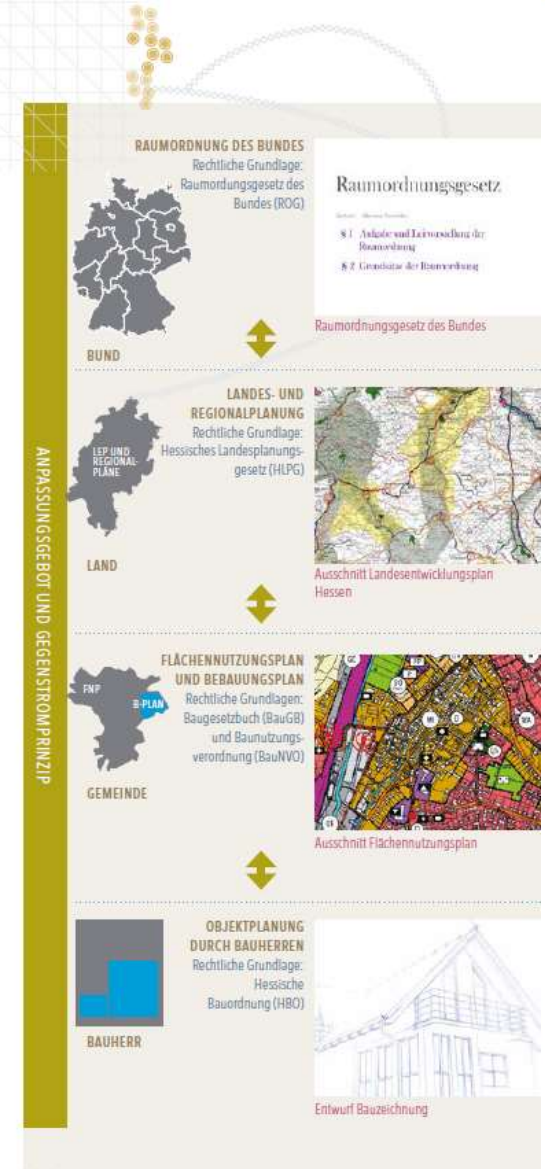 ANPASSUNGSGEBOT UND GEGENSTROMPRINZIP
RAUMORDNUNG DES BUNDES
Rechtliche Grundlage:
Raumordungsgesetz des
Bundes (ROG)
BUND
Raumordnungsgesetz
§ 1 Aufgabe und Leitvorstellung der
Raumordnung
§ 2 Grundsätze der Raumordnung
Raumordnungsgesetz des Bundes
LANDES- UND
REGIONALPLANUNG
Rechtliche Grundlage:
Hessisches Landesplanungs-
gesetz (HLPG)
LEP UND
REGIONAL-
PLÄNE
LAND
Ausschnitt Landesentwicklungsplan
Hessen
FLÄCHENNUTZUNGSPLAN
UND BEBAUUNGSPLAN
Rechtliche Grundlagen:
Baugesetzbuch (BauGB)
und Baunutzungs-
verordnung (BauNVO)
FNP
B-PLAN
GEMEINDE
Ausschnitt Flächennutzungsplan
OBJEKTPLANUNG
DURCH BAUHERREN
Rechtliche Grundlage:
Hessische
Bauordnung (HBO)
BAUHERR
Entwurf Bauzeichnung